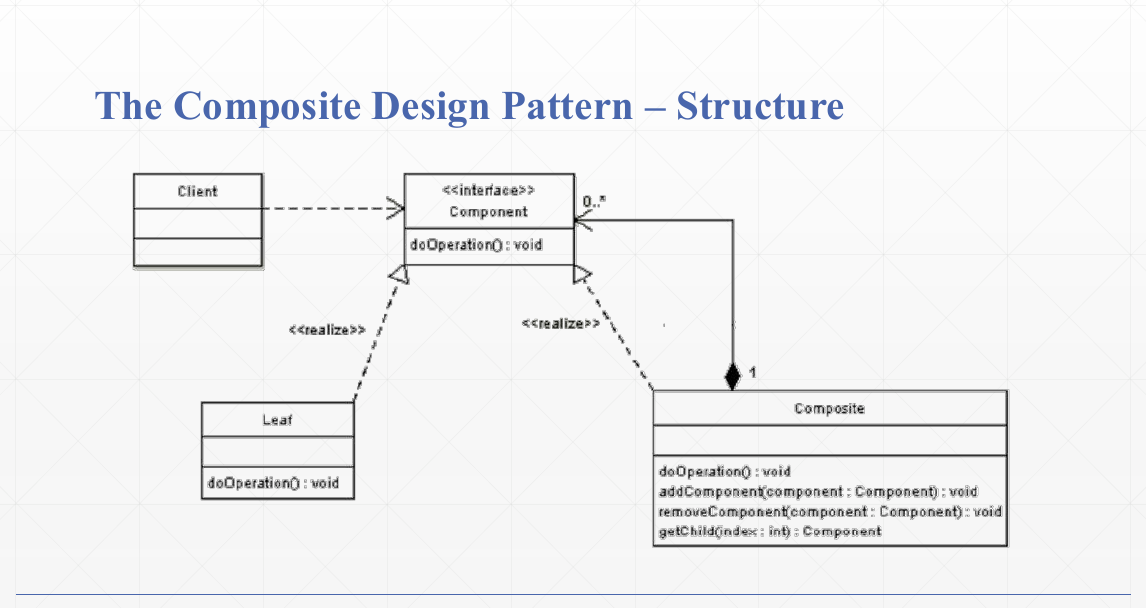 The Composite Design Pattern – Structure
Client
<<interface>>
Component
doOperation() : void
0..*
<<realize>>
<<realize>>
1
Leaf
doOperation() : void
Composite
doOperation() : void
addComponent(component : Component) : void
removeComponent(component : Component) : void
getChild(index : int) : Component